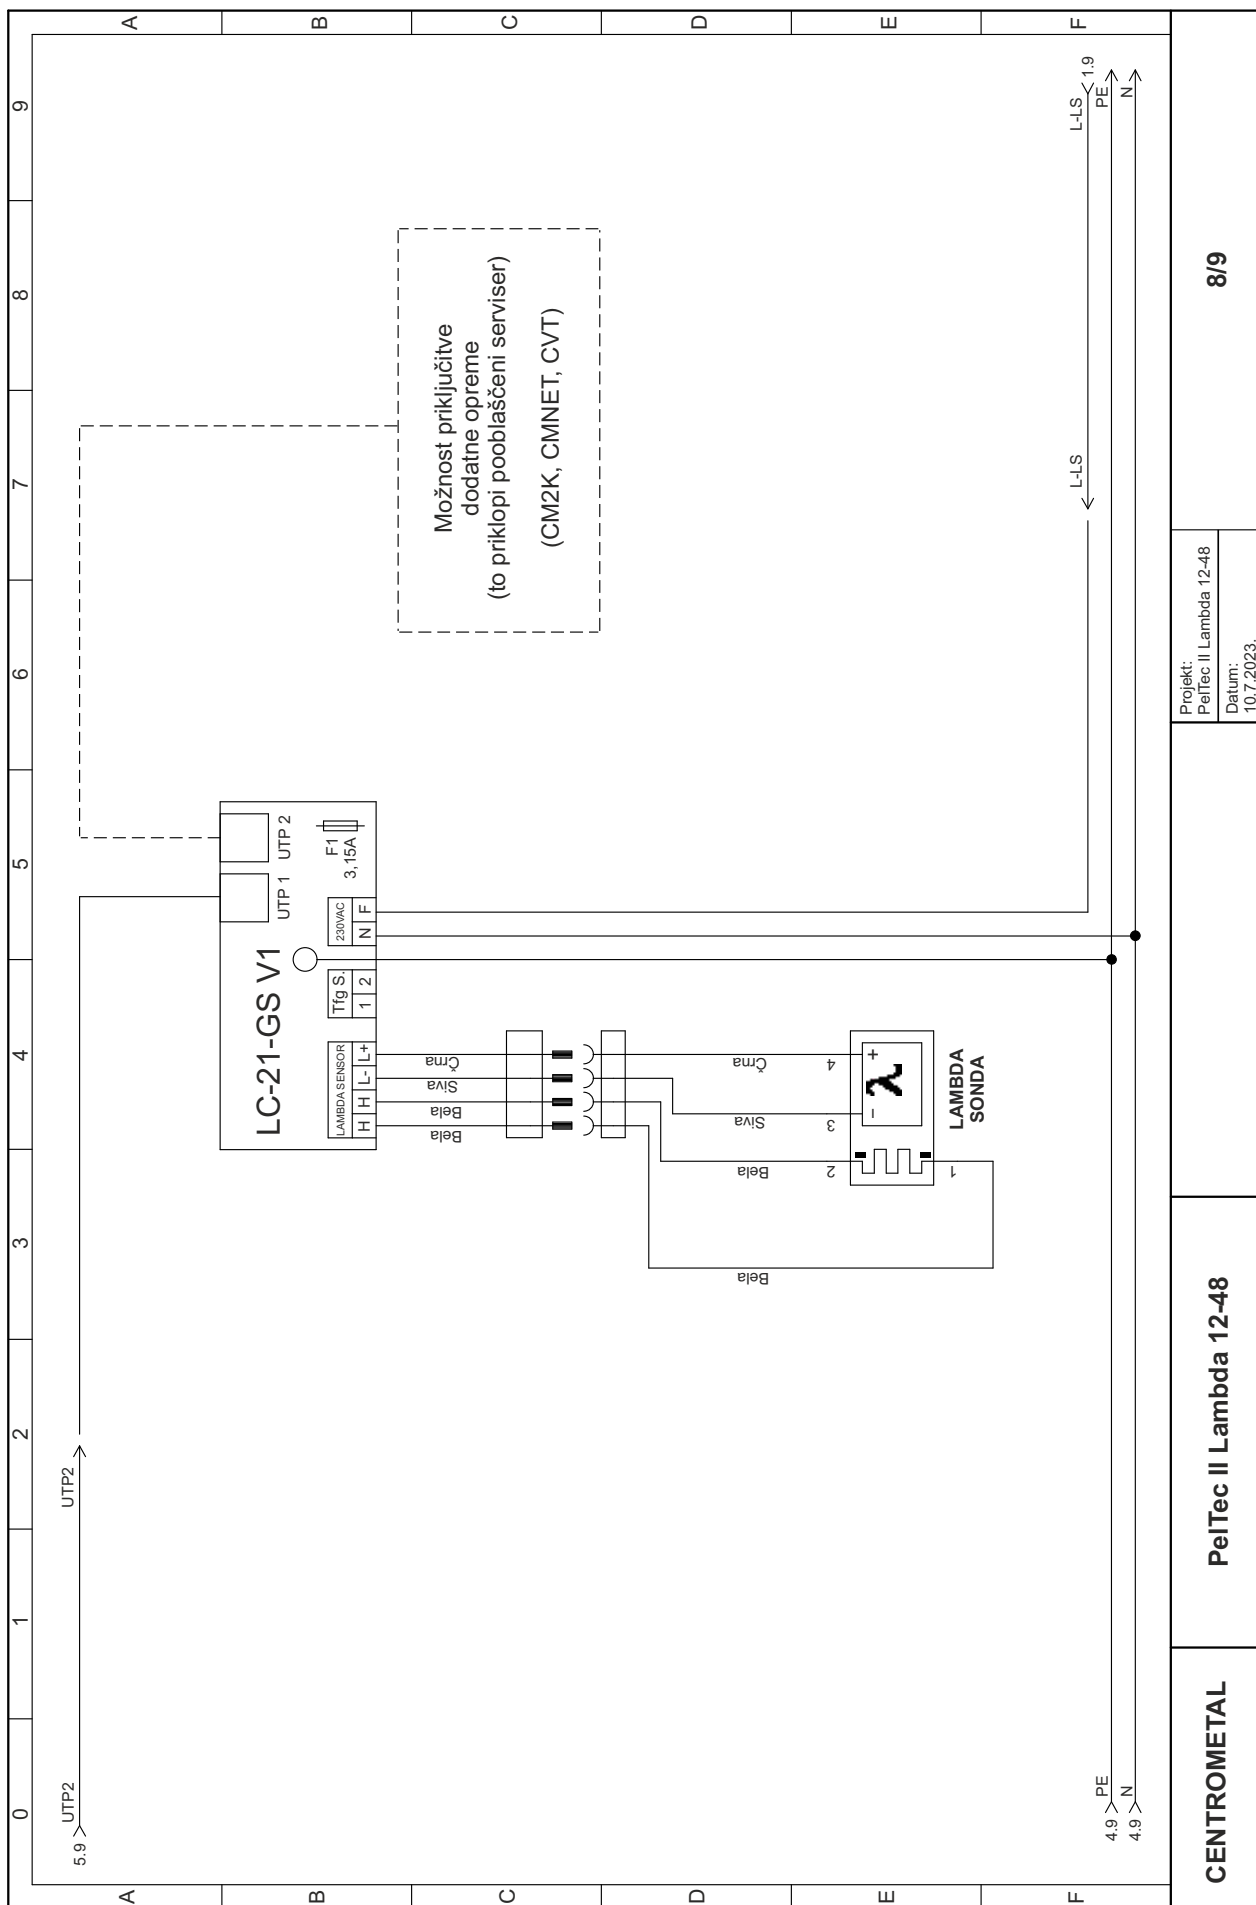 0 1 2 3 4 5 6 7 8 9
A
B
C
D
E
F
A
B
C
D
E
F
5.9
UTP2
UTP2
UTP 1
UTP 2
F1
3,15A
LC-21-GS V1
LAMBDA SENSOR
H H L- L+
Tfg S.
1 2
230VAC
N F
Možnost priključitve
dodatne opreme
(to priklopi pooblaščeni serviser)
(CM2K, CMNET, CVT)
Bela
Bela
Siva
Črna
Bela
Bela
Siva
Črna
1
2
3
4
–
+
λ
LAMBDA
SONDA
L-LS
L-LS
1.9
4.9
PE
PE
4.9
N
N
CENTROMETAL
PelTec II Lambda 12-48
Projekt:
PelTec II Lambda 12-48
Datum:
10.7.2023.
8/9